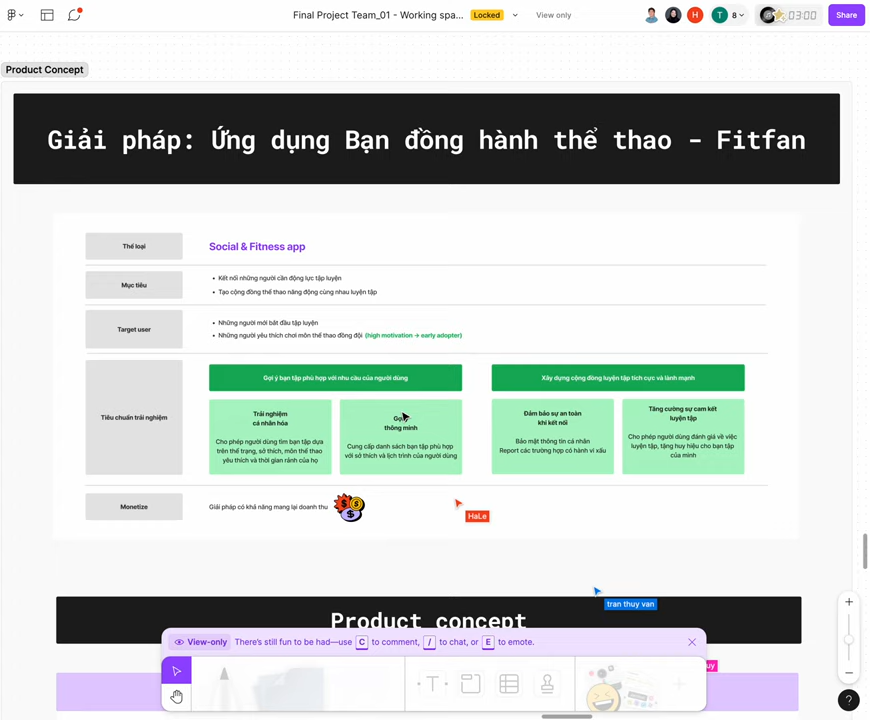 Final Project Team_01 - Working spa...
Locked
View only
H
T
8
03:00
Share
Product Concept
Giải pháp: Ứng dụng Bạn đồng hành thể thao - Fitfan
Thể loại
Social & Fitness app
Mục tiêu
• Kết nối những người cần động lực tập luyện
• Tạo cộng đồng thể thao năng động cùng nhau luyện tập
Target user
• Những người mới bắt đầu tập luyện
• Những người yêu thích chơi môn thể thao đồng đội (high motivation → early adopter)
Tiêu chuẩn trải nghiệm
Gợi ý bạn tập phù hợp với nhu cầu của người dùng
Trải nghiệm
cá nhân hóa
Cho phép người dùng tìm bạn tập dựa
trên thể trạng, sở thích, môn thể thao
yêu thích và thời gian rảnh của họ
thông minh
Cung cấp danh sách bạn tập phù hợp
với sở thích và lịch trình của người dùng
Xây dựng cộng đồng luyện tập tích cực và lành mạnh
Đảm bảo sự an toàn
khi kết nối
Bảo mật thông tin cá nhân
Report các trường hợp có hành vi xấu
Tăng cường sự cam kết
luyện tập
Cho phép người dùng đánh giá về việc
luyện tập, tặng huy hiệu cho bạn tập
của mình
Monetize
Giải pháp có khả năng mang lại doanh thu
$ $ $
HaLe
tran thuy van
Product concept
View-only There's still fun to be had—use C to comment, / to chat, or E to emote.
uy
T
+
−
?